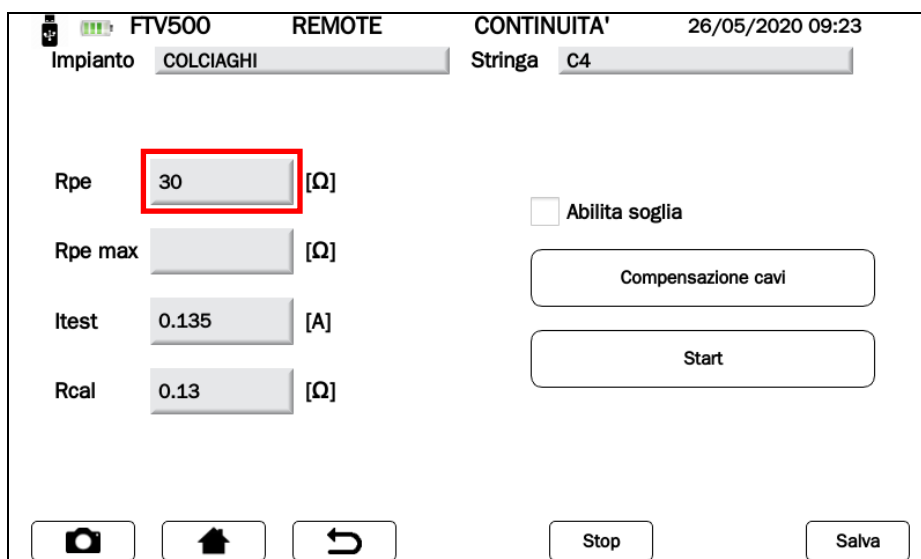 FTV500 REMOTE CONTINUITA' 26/05/2020 09:23
Impianto COLCIAGHI Stringa C4
Rpe 30 [Ω]
Abilita soglia
Rpe max [Ω]
Compensazione cavi
Itest 0.135 [A]
Start
Rcal 0.13 [Ω]
Stop Salva